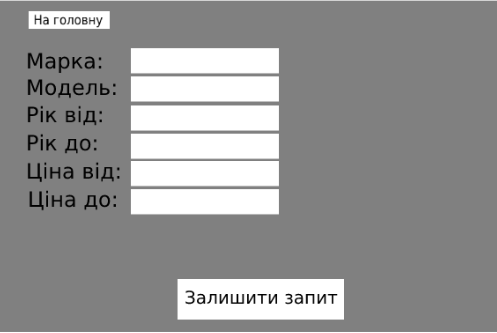 На головну
Марка:
Модель:
Рік від:
Рік до:
Ціна від:
Ціна до:
Залишити запит